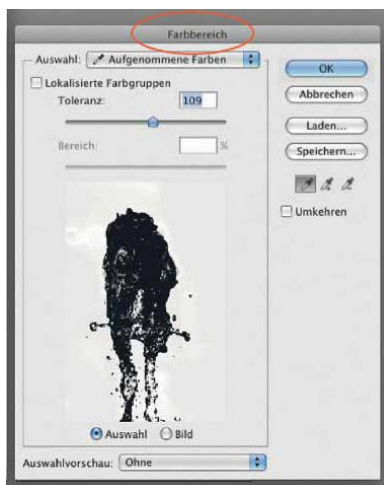 Farbbereich
Auswahl: Aufgenommene Farben
OK
Lokalisierte Farbgruppen
Abbrechen
Toleranz: 109
Laden...
Bereich: %
Speichern...
Umkehren
Auswahl Bild
Auswahlvorschau: Ohne